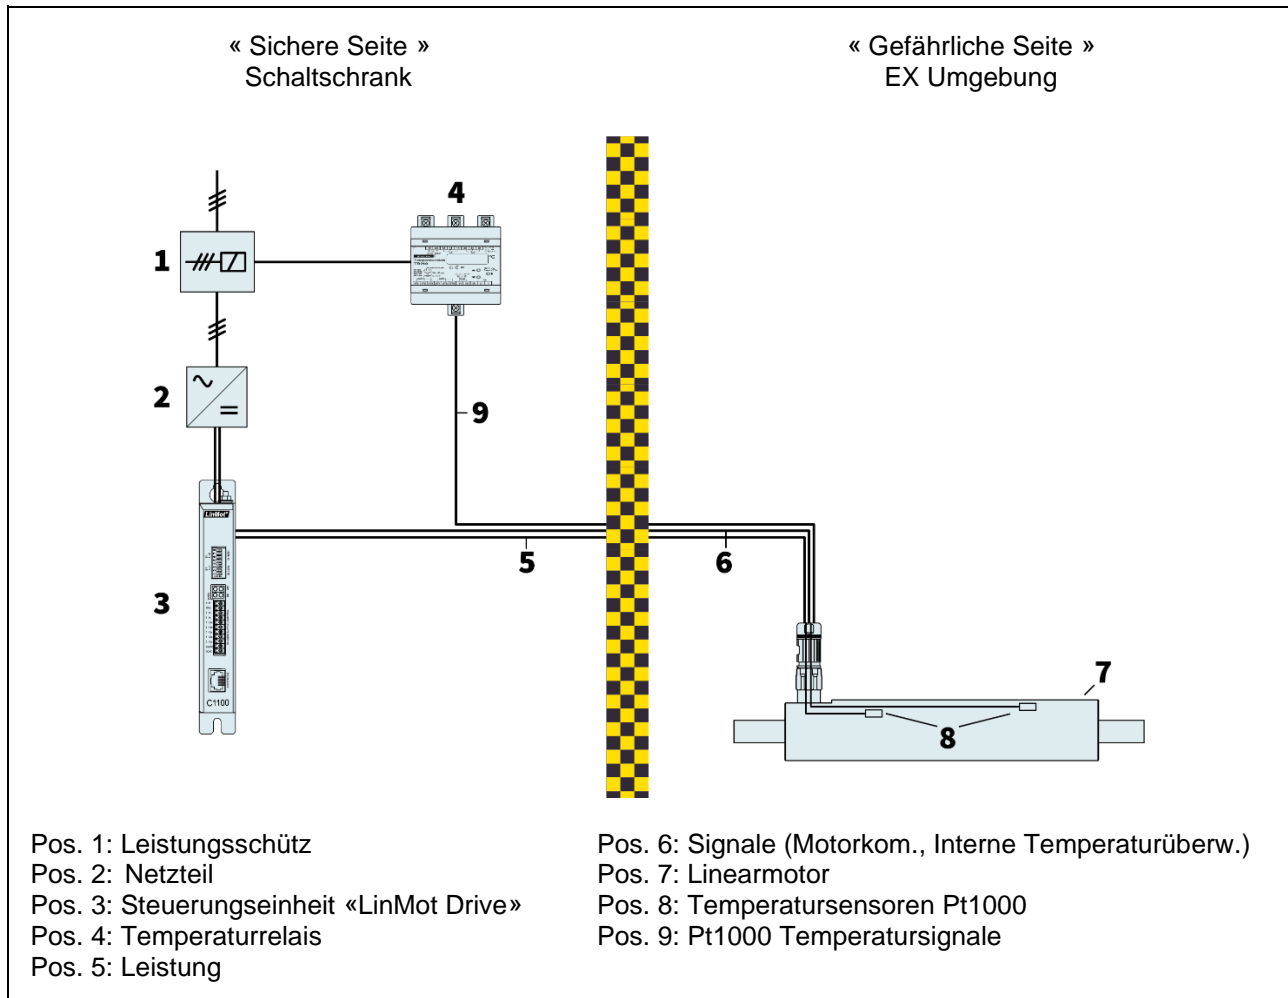 « Sichere Seite »
Schaltschrank
« Gefährliche Seite »
EX Umgebung
4
1
2
9
5
6
3
LinMot
C1100
7
8
°C
Pos. 1: Leistungsschütz
Pos. 2: Netzteil
Pos. 3: Steuerungseinheit «LinMot Drive»
Pos. 4: Temperaturrelais
Pos. 5: Leistung
Pos. 6: Signale (Motorkom., Interne Temperaturüberw.)
Pos. 7: Linearmotor
Pos. 8: Temperatursensoren Pt1000
Pos. 9: Pt1000 Temperatursignale